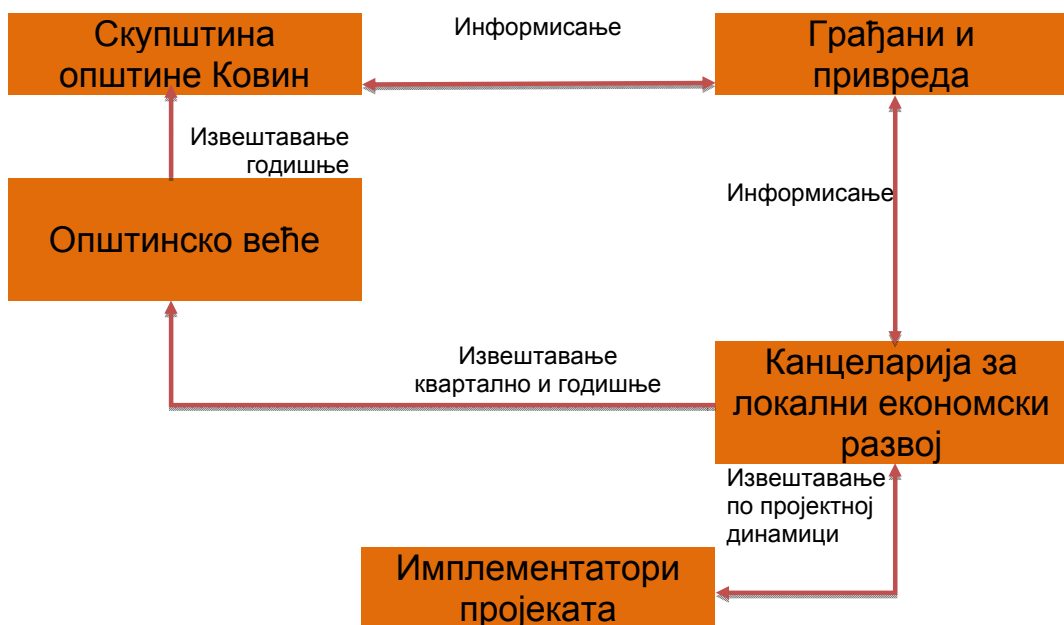 Скупштина
општине Ковин
Информисање
Грађани и
привреда
Извештавање
годишње
Општинско веће
Информисање
Извештавање
квартално и годишње
Канцеларија за
локални економски
развој
Извештавање
по пројектној
динамици
Имплементатори
пројеката